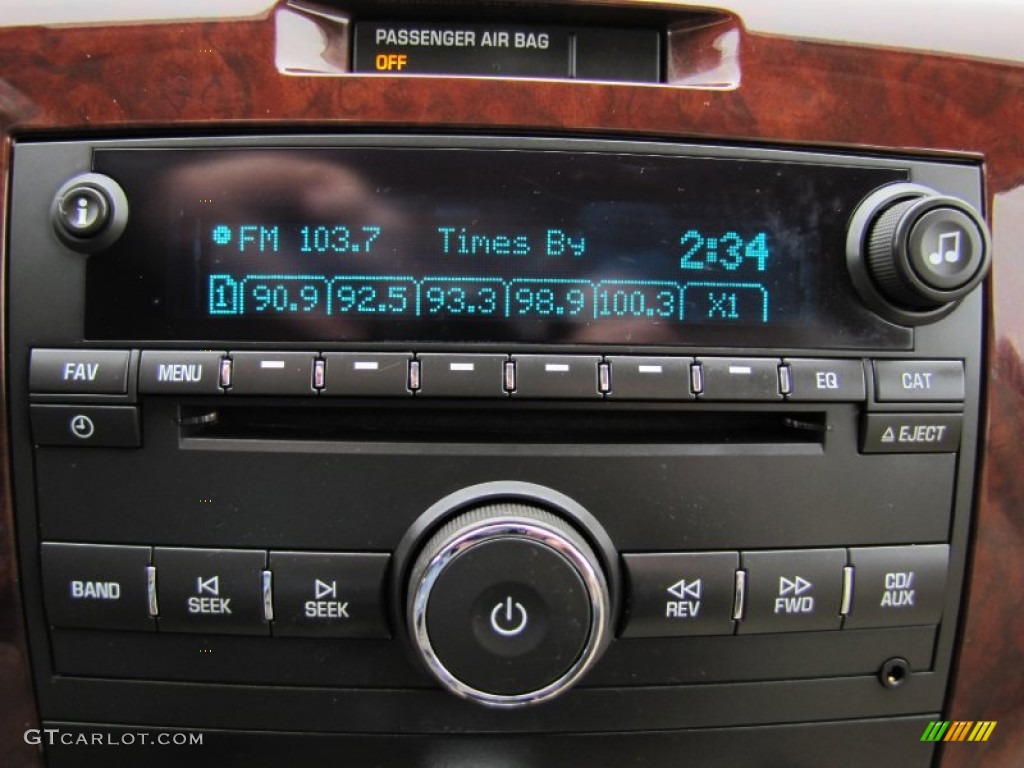 PASSENGER AIR BAG
OFF
i
FM 103.7 Times By 2:34
1 90.9 92.5 93.3 98.9 100.3 X1
FAV MENU EQ CAT
EJECT
BAND SEEK SEEK REV FWD CD/
AUX
GTCARLOT.COM